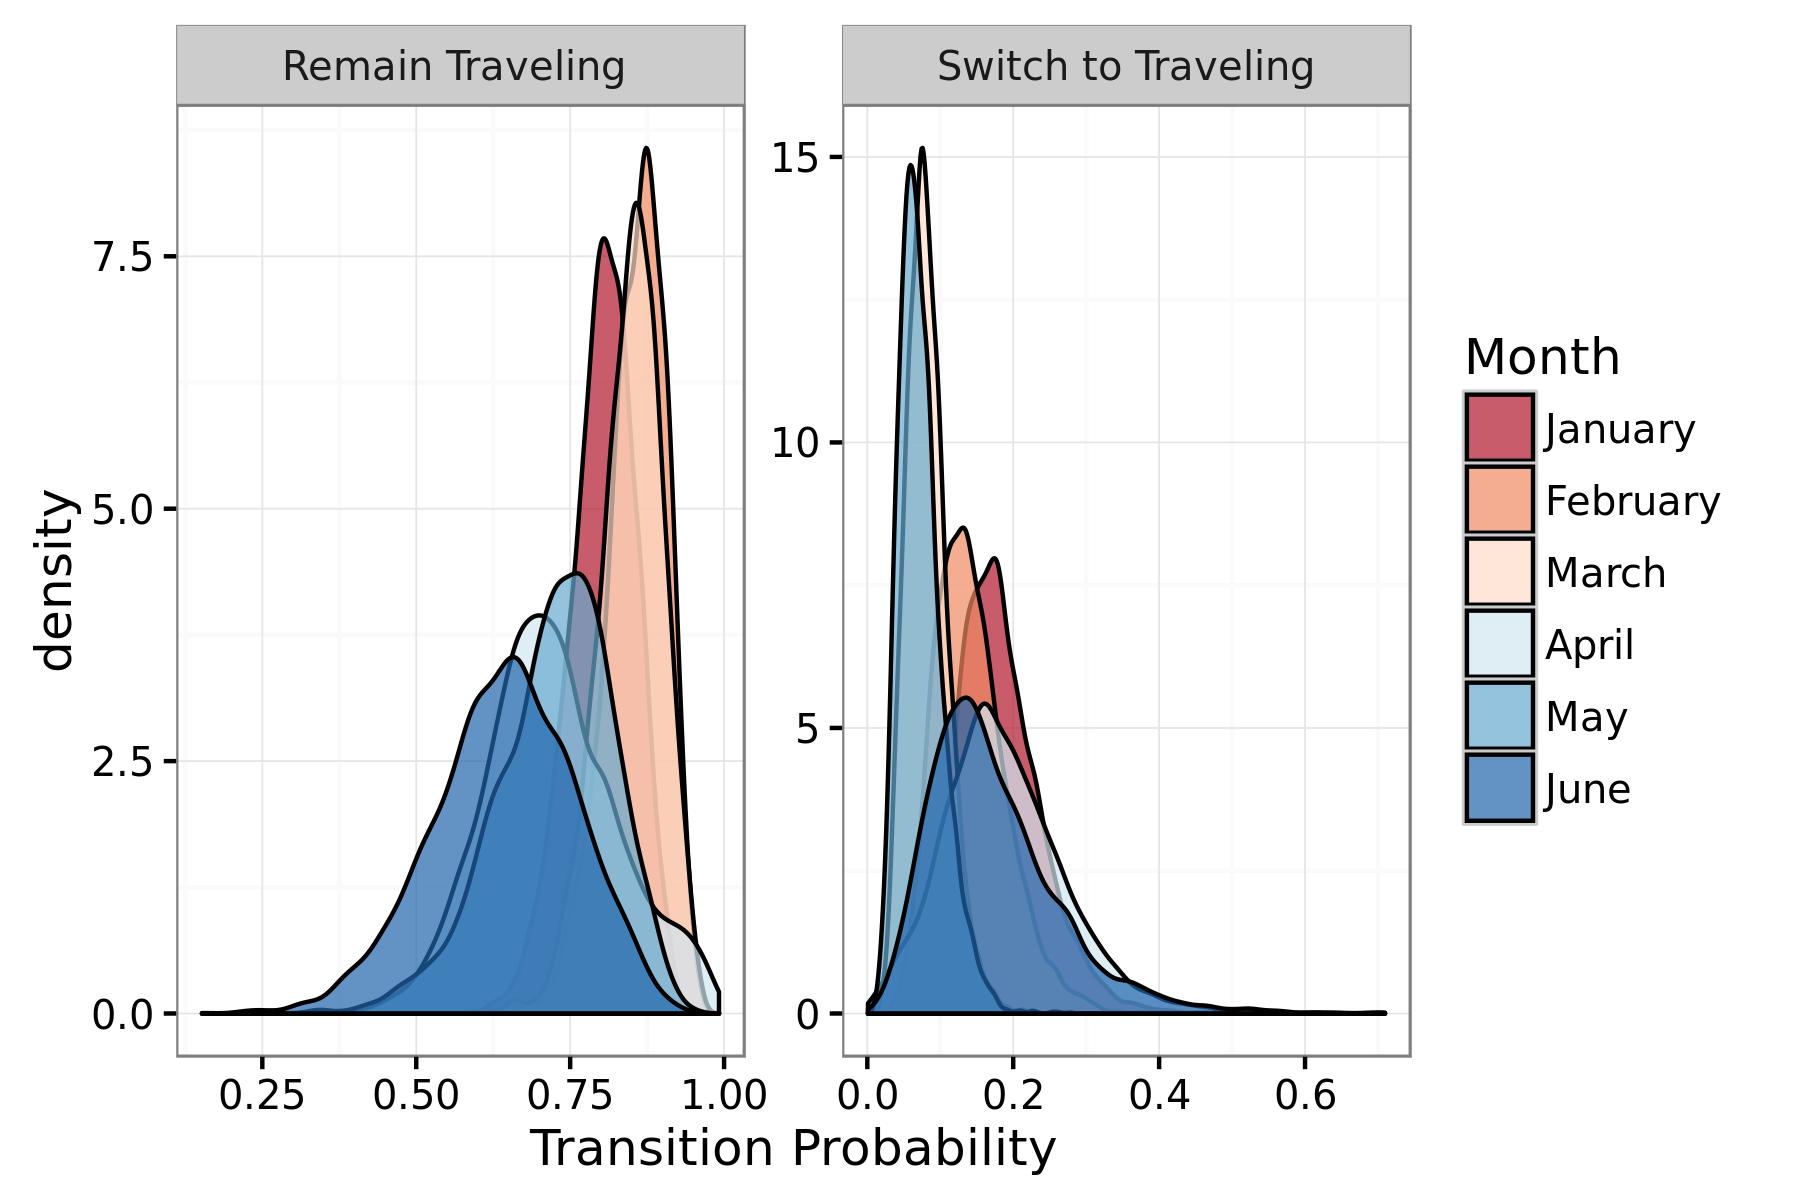 Remain Traveling
Switch to Traveling
density
7.5
5.0
2.5
0.0
0.25 0.50 0.75 1.00
15
10
5
0
0.0 0.2 0.4 0.6
Transition Probability
Month
January
February
March
April
May
June